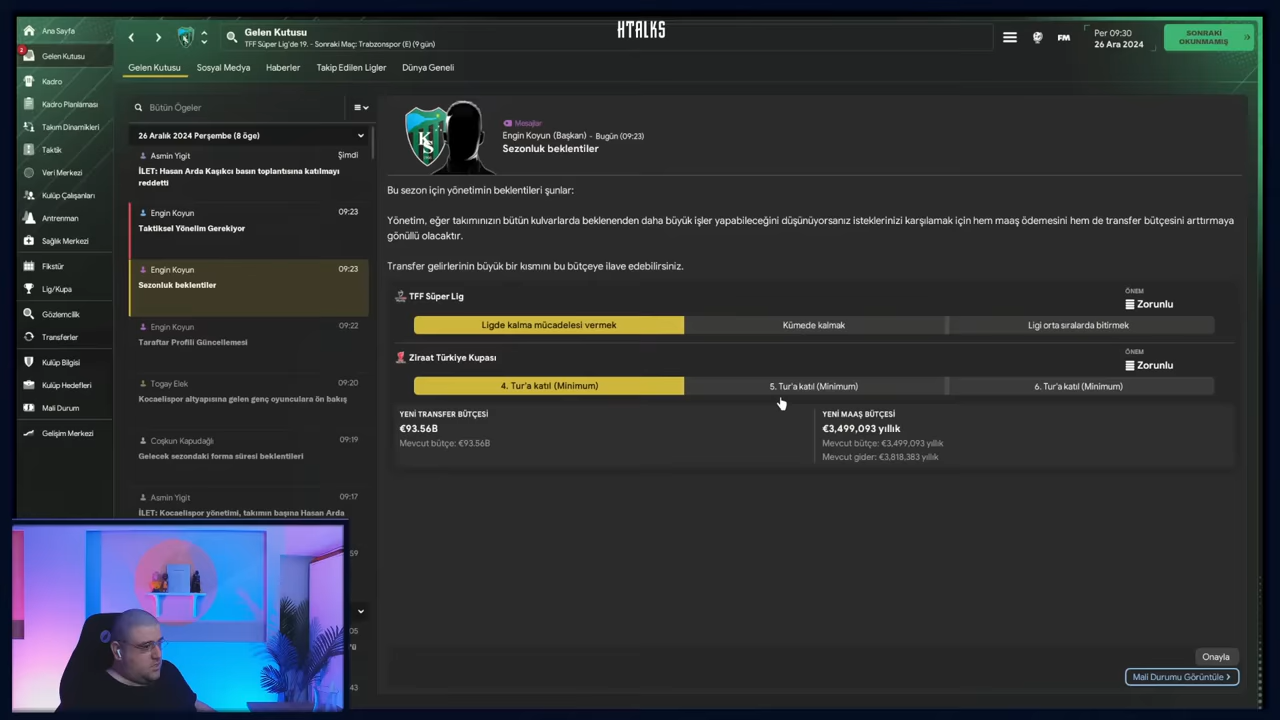 HTALKS
Ana Sayfa
2
Gelen Kutusu
Kadro
Kadro Planlaması
Takım Dinamikleri
Taktik
Veri Merkezi
Kulüp Çalışanları
Antrenman
Sağlık Merkezi
Fikstür
Lig/Kupa
Gözlemcilik
Transferler
Kulüp Bilgisi
Kulüp Hedefleri
Mali Durum
Gelişim Merkezi
Gelen Kutusu
TFF Süper Lig'de 19. - Sonraki Maç: Trabzonspor (E) (9 gün)
FM
Per 09:30
26 Ara 2024
SONRAKİ
OKUNMAMIŞ
Gelen Kutusu
Sosyal Medya
Haberler
Takip Edilen Ligler
Dünya Geneli
Bütün Ögeler
26 Aralık 2024 Perşembe (8 öge)
Asmin Yigit
Şimdi
İLET: Hasan Arda Kaşıkcı basın toplantısına katılmayı
reddetti
Engin Koyun
09:23
Taktiksel Yönelim Gerekiyor
Engin Koyun
09:23
Sezonluk beklentiler
Engin Koyun
09:22
Taraftar Profili Güncellemesi
Togay Elek
09:20
Kocaelispor altyapısına gelen genç oyunculara ön bakış
Coşkun Kapudağlı
09:19
Gelecek sezondaki forma süresi beklentileri
Asmin Yigit
09:17
İLET: Kocaelispor yönetimi, takımın başına Hasan Arda
59
05
43
KS
Mesajlar
Engin Koyun (Başkan) - Bugün (09:23)
Sezonluk beklentiler
Bu sezon için yönetimin beklentileri şunlar:
Yönetim, eğer takımınızın bütün kulvarlarda beklenenden daha büyük işler yapabileceğini düşünüyorsanız isteklerinizi karşılamak için hem maaş ödemesini hem de transfer bütçesini arttırmaya
gönüllü olacaktır.
Transfer gelirlerinin büyük bir kısmını bu bütçeye ilave edebilirsiniz.
TFF Süper Lig
ÖNEM
Zorunlu
Ligde kalma mücadelesi vermek
Kümede kalmak
Ligi orta sıralarda bitirmek
Ziraat Türkiye Kupası
ÖNEM
Zorunlu
4. Tur'a katıl (Minimum)
5. Tur'a katıl (Minimum)
6. Tur'a katıl (Minimum)
YENİ TRANSFER BÜTÇESİ
€93.56B
Mevcut bütçe: €93.56B
YENİ MAAŞ BÜTÇESİ
€3,499,093 yıllık
Mevcut bütçe: €3,499,093 yıllık
Mevcut gider: €3,818,383 yıllık
Onayla
Mali Durumu Görüntüle >